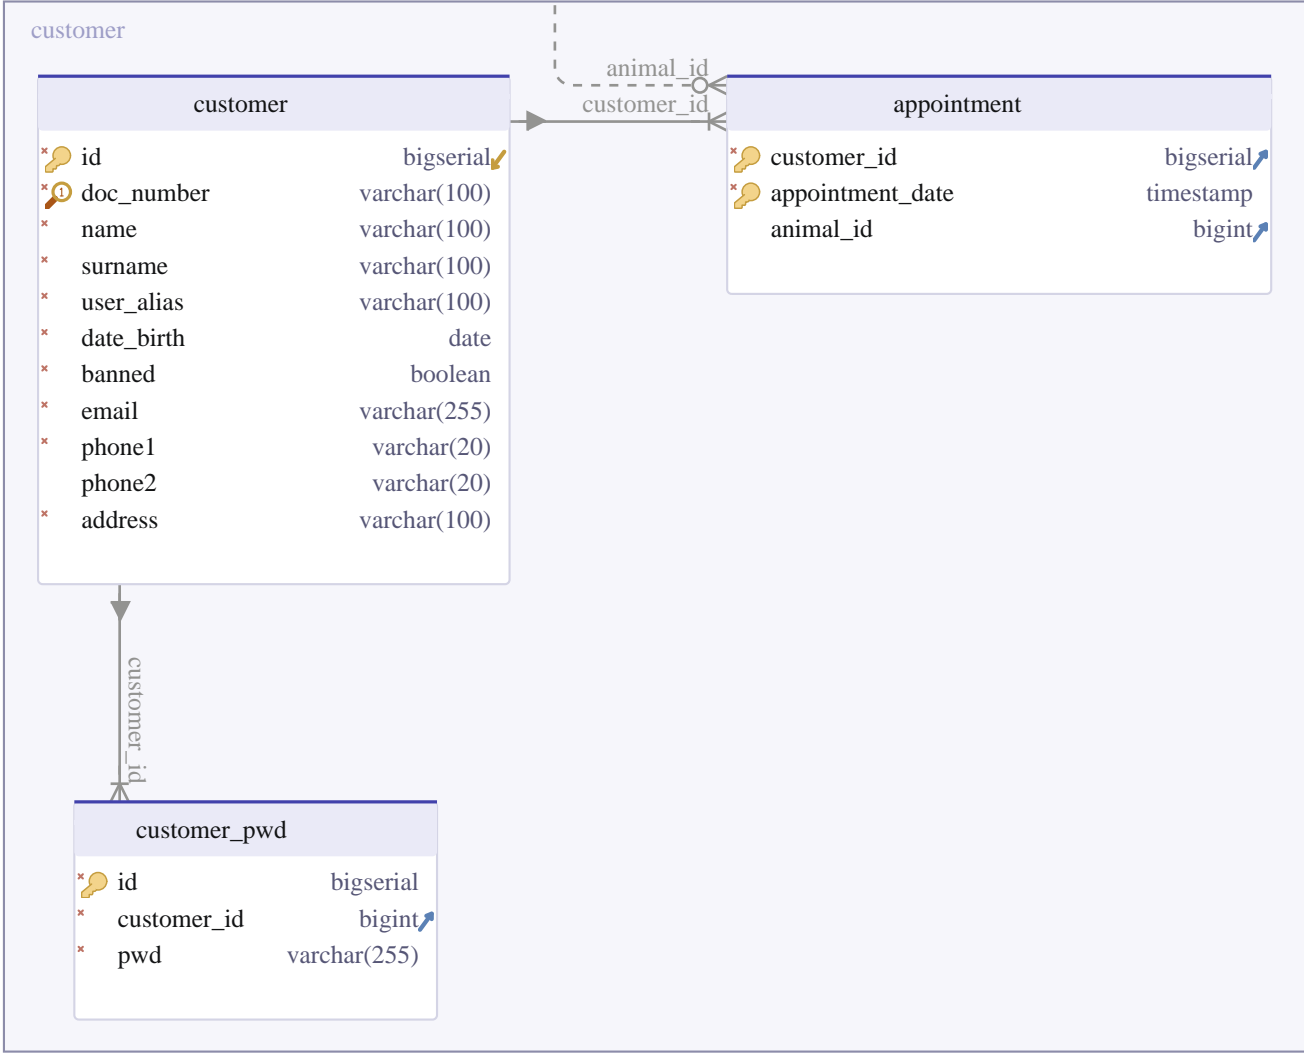 customer
animal_id
customer_id
customer
id bigserial
doc_number varchar(100)
name varchar(100)
surname varchar(100)
user_alias varchar(100)
date_birth date
banned boolean
email varchar(255)
phone1 varchar(20)
phone2 varchar(20)
address varchar(100)
appointment
customer_id bigserial
appointment_date timestamp
animal_id bigint
customer_id
customer_pwd
id bigserial
customer_id bigint
pwd varchar(255)
1